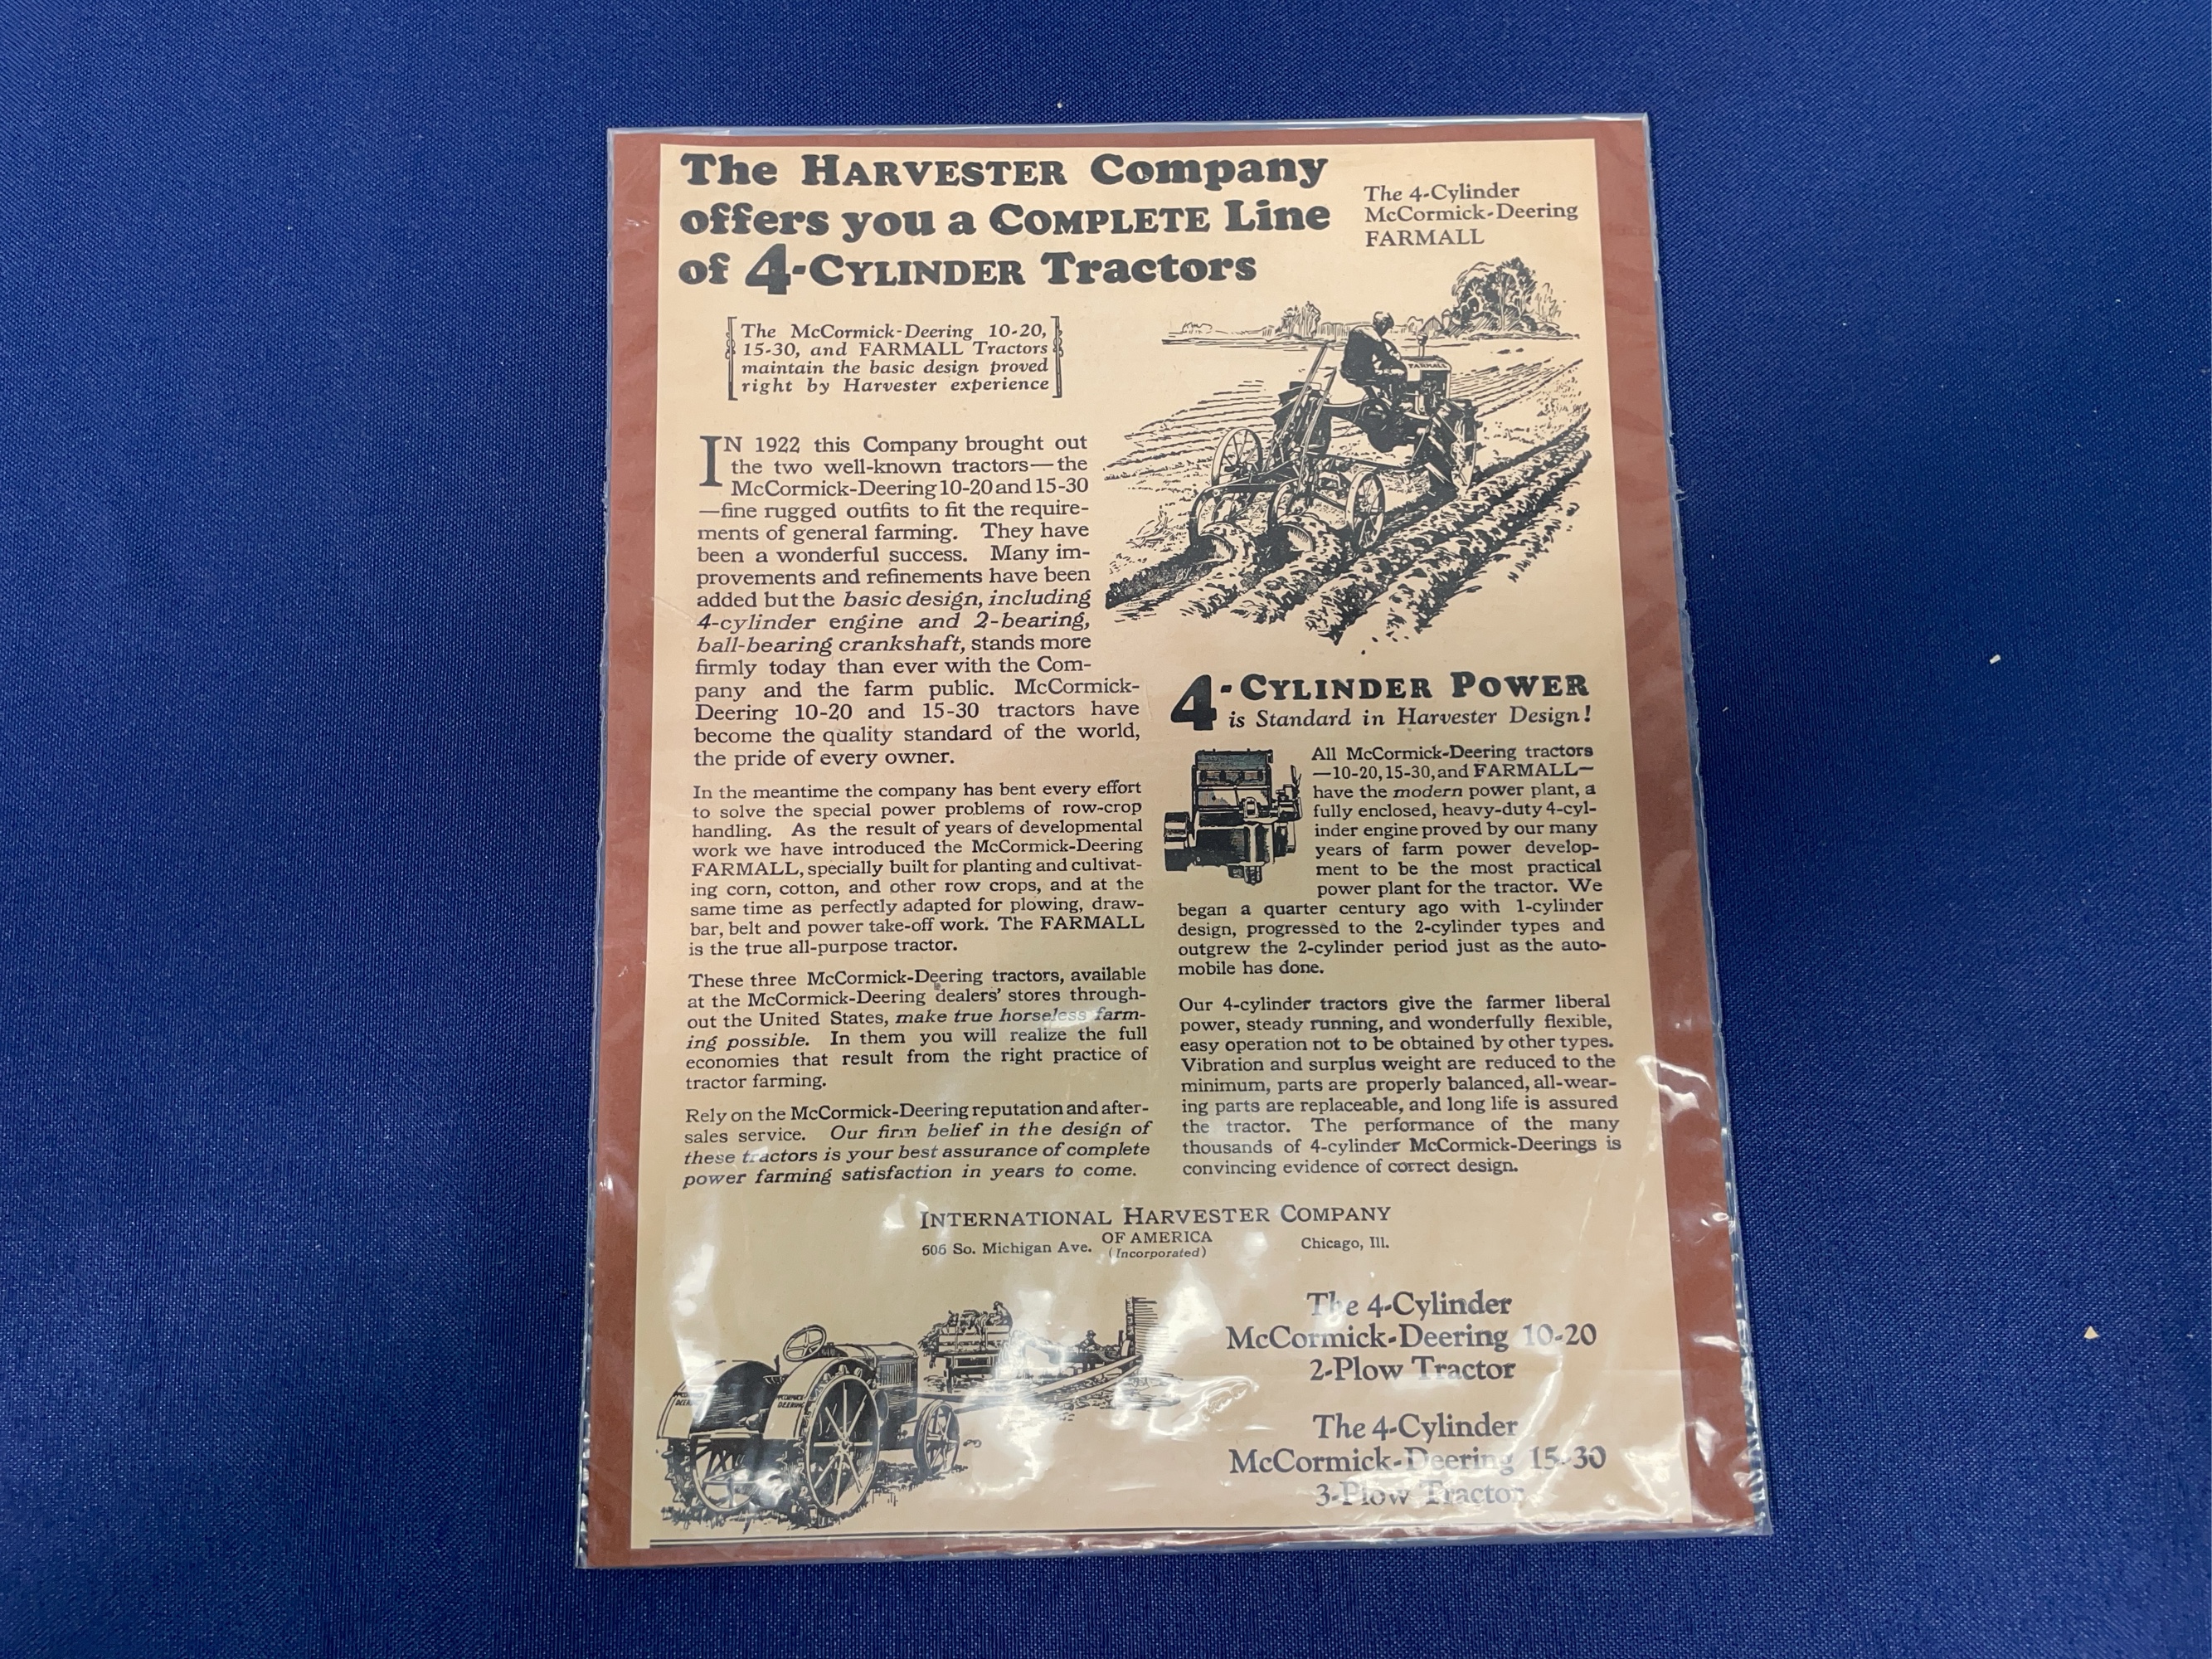 The HARVESTER Company
offers you a COMPLETE Line
of 4-CYLINDER Tractors
The 4-Cylinder
McCormick-Deering
FARMALL
The McCormick-Deering 10-20,
15-30, and FARMALL Tractors
maintain the basic design proved
right by Harvester experience
FARMALL
IN 1922 this Company brought out
the two well-known tractors—the
McCormick-Deering 10-20 and 15-30
—fine rugged outfits to fit the require-
ments of general farming. They have
been a wonderful success. Many im-
provements and refinements have been
added but the basic design, including
4-cylinder engine and 2-bearing,
ball-bearing crankshaft, stands more
firmly today than ever with the Com-
pany and the farm public. McCormick-
Deering 10-20 and 15-30 tractors have
become the quality standard of the world,
the pride of every owner.
In the meantime the company has bent every effort
to solve the special power problems of row-crop
handling. As the result of years of developmental
work we have introduced the McCormick-Deering
FARMALL, specially built for planting and cultivat-
ing corn, cotton, and other row crops, and at the
same time as perfectly adapted for plowing, draw-
bar, belt and power take-off work. The FARMALL
is the true all-purpose tractor.
These three McCormick-Deering tractors, available
at the McCormick-Deering dealers' stores through-
out the United States, make true horseless farm-
ing possible. In them you will realize the full
economies that result from the right practice of
tractor farming.
Rely on the McCormick-Deering reputation and after-
sales service. Our firm belief in the design of
these tractors is your best assurance of complete
power farming satisfaction in years to come.
4-CYLINDER POWER
is Standard in Harvester Design!
All McCormick-Deering tractors
—10-20, 15-30, and FARMALL—
have the modern power plant, a
fully enclosed, heavy-duty 4-cyl-
inder engine proved by our many
years of farm power develop-
ment to be the most practical
power plant for the tractor. We
began a quarter century ago with 1-cylinder
design, progressed to the 2-cylinder types and
outgrew the 2-cylinder period just as the auto-
mobile has done.
Our 4-cylinder tractors give the farmer liberal
power, steady running, and wonderfully flexible,
easy operation not to be obtained by other types.
Vibration and surplus weight are reduced to the
minimum, parts are properly balanced, all-wear-
ing parts are replaceable, and long life is assured
the tractor. The performance of the many
thousands of 4-cylinder McCormick-Deerings is
convincing evidence of correct design.
INTERNATIONAL HARVESTER COMPANY
606 So. Michigan Ave. OF AMERICA (Incorporated) Chicago, Ill.
The 4-Cylinder
McCormick-Deering 10-20
2-Plow Tractor
The 4-Cylinder
McCormick-Deering 15-30
3-Plow Tractor
McCORMICK-
DEERING
DEERING